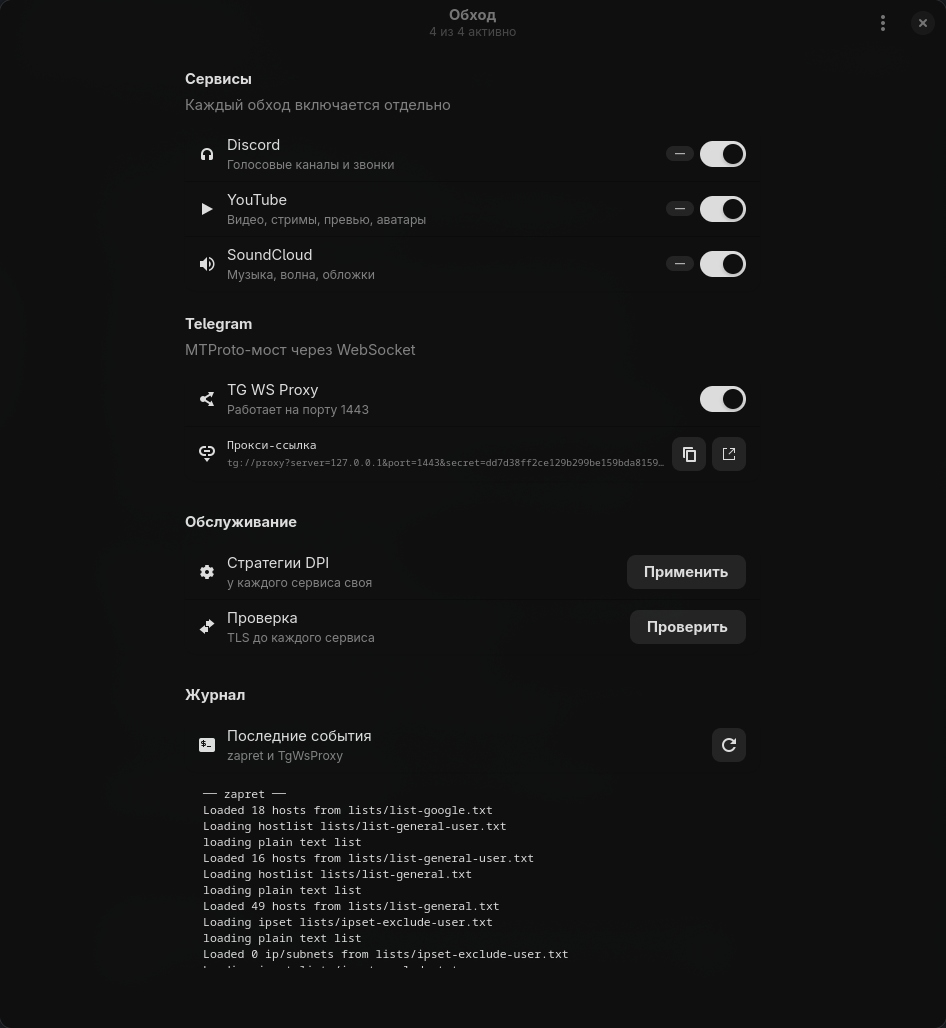 Обход
4 из 4 активно
Сервисы
Каждый обход включается отдельно
Discord
Голосовые каналы и звонки
—
YouTube
Видео, стримы, превью, аватары
—
SoundCloud
Музыка, волна, обложки
—
Telegram
MTProto-мост через WebSocket
TG WS Proxy
Работает на порту 1443
Прокси-ссылка
tg://proxy?server=127.0.0.1&port=1443&secret=dd7d38ff2ce129b299be159bda8159…
Обслуживание
Стратегии DPI
у каждого сервиса своя
Применить
Проверка
TLS до каждого сервиса
Проверить
Журнал
Последние события
zapret и TgWsProxy
── zapret ──
Loaded 18 hosts from lists/list-google.txt
Loading hostlist lists/list-general-user.txt
loading plain text list
Loaded 16 hosts from lists/list-general-user.txt
Loading hostlist lists/list-general.txt
loading plain text list
Loaded 49 hosts from lists/list-general.txt
Loading ipset lists/ipset-exclude-user.txt
loading plain text list
Loaded 0 ip/subnets from lists/ipset-exclude-user.txt